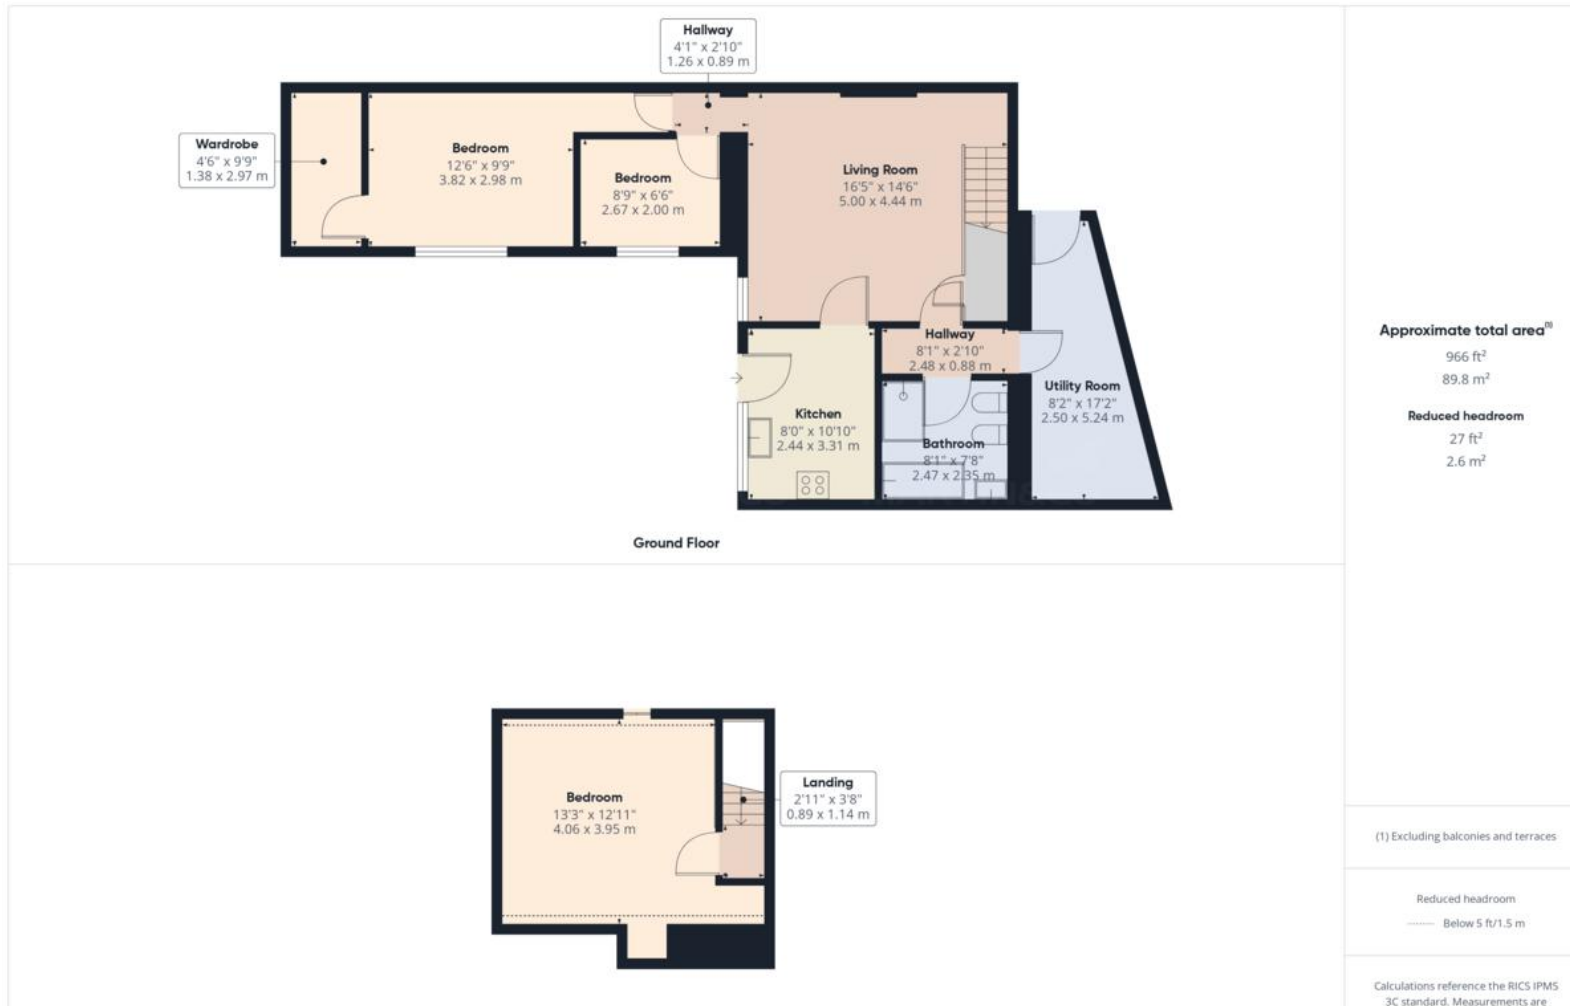 Hallway
4'1" x 2'10"
1.26 x 0.89 m
Wardrobe
4'6" x 9'9"
1.38 x 2.97 m
Bedroom
12'6" x 9'9"
3.82 x 2.98 m
Bedroom
8'9" x 6'6"
2.67 x 2.00 m
Living Room
16'5" x 14'6"
5.00 x 4.44 m
Hallway
8'1" x 2'10"
2.48 x 0.88 m
Utility Room
8'2" x 17'2"
2.50 x 5.24 m
Kitchen
8'0" x 10'10"
2.44 x 3.31 m
Bathroom
8'1" x 7'8"
2.47 x 2.35 m
Ground Floor
Bedroom
13'3" x 12'11"
4.06 x 3.95 m
Landing
2'11" x 3'8"
0.89 x 1.14 m
Approximate total area(1)
966 ft²
89.8 m²
Reduced headroom
27 ft²
2.6 m²
(1) Excluding balconies and terraces
Reduced headroom
Below 5 ft/1.5 m
Calculations reference the RICS IPMS
3C standard. Measurements are